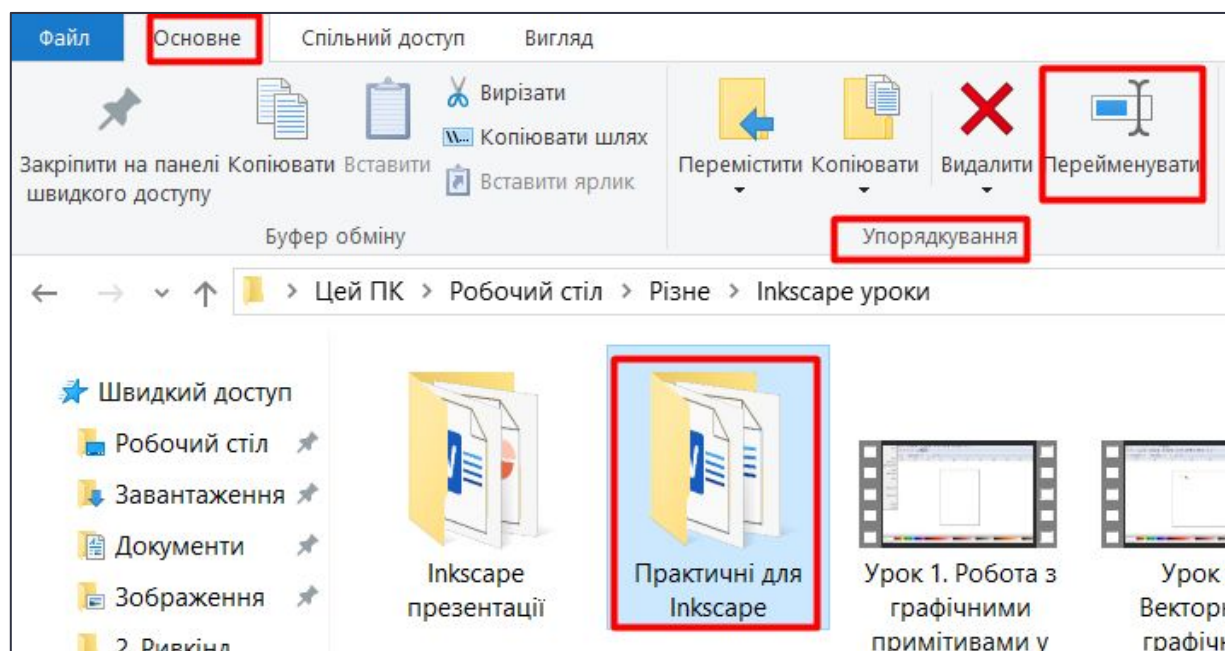 Файл Основне Спільний доступ Вигляд
Закріпити на панелі швидкого доступу
Копіювати
Вставити
Вирізати
Копіювати шлях
Вставити ярлик
Буфер обміну
Перемістити
Копіювати
Видалити
Перейменувати
Упорядкування
Цей ПК > Робочий стіл > Різне > Inkscape уроки
Швидкий доступ
Робочий стіл
Завантаження
Документи
Зображення
2. Ривкінд
Inkscape
презентації
Практичні для
Inkscape
Урок 1. Робота з
графічними
примітивами у
Урок